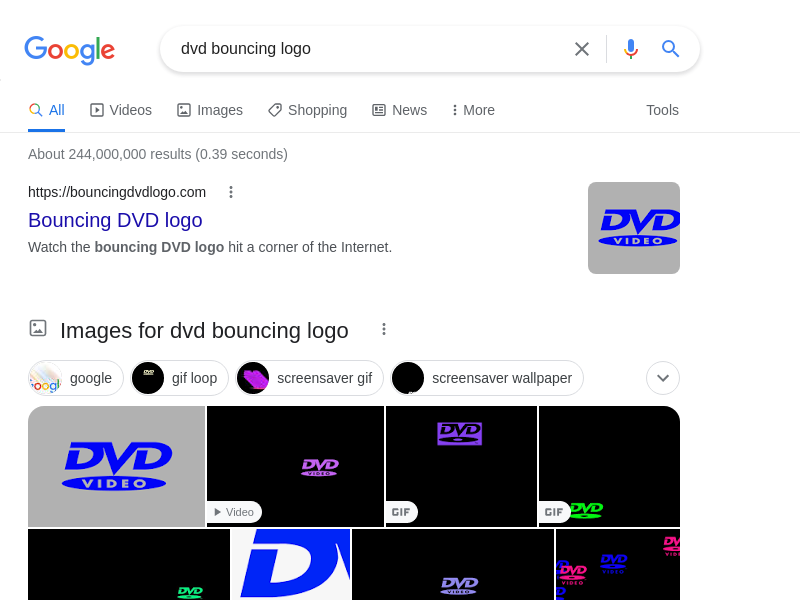 Google
dvd bouncing logo
All
Videos
Images
Shopping
News
More
Tools
About 244,000,000 results (0.39 seconds)
https://bouncingdvdlogo.com
Bouncing DVD logo
Watch the bouncing DVD logo hit a corner of the Internet.
DVD
VIDEO
Images for dvd bouncing logo
google
gif loop
screensaver gif
screensaver wallpaper
DVD
VIDEO
DVD
VIDEO
Video
DVD
VIDEO
GIF
DVD
GIF
DVD
D
DVD
VIDEO
DVD
VIDEO
DVD
VIDEO